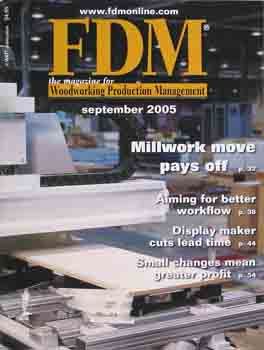 www.fdmonline.com
FDM®
the magazine for
Woodworking Production Management
september 2005
Millwork move
pays off p. 32
Aiming for better
workflow p. 38
Display maker
cuts lead time p. 44
Small changes mean
greater profit p. 54